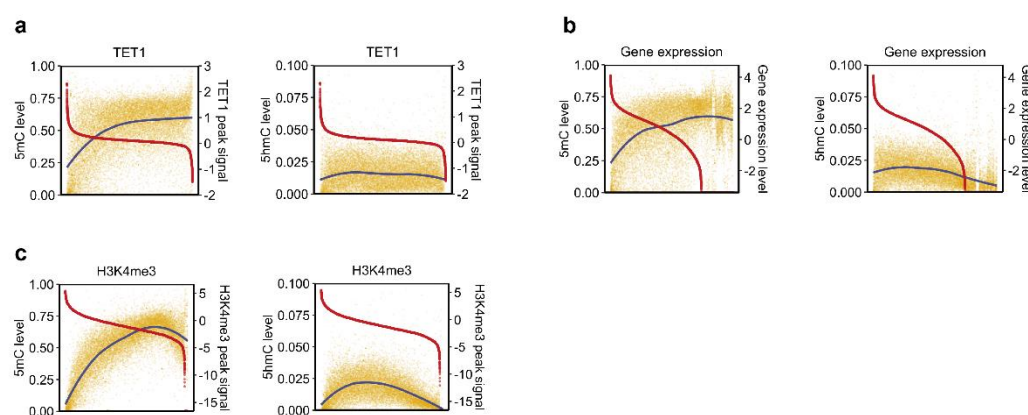 a
TET1
1.00
0.75
0.50
0.25
0.00
5mC level
3
2
1
0
-1
-2
TET1
peak signal
TET1
0.100
0.075
0.050
0.025
0.000
5hmC level
3
2
1
0
-1
-2
TET1
peak signal
b
Gene expression
1.00
0.75
0.50
0.25
0.00
5mC level
4
2
0
-2
Gene expression level
Gene expression
0.100
0.075
0.050
0.025
0.000
5hmC level
4
2
0
-2
Gene expression level
c
H3K4me3
1.00
0.75
0.50
0.25
0.00
5mC level
5
0
-5
-10
-15
H3K4me3 peak signal
H3K4me3
0.100
0.075
0.050
0.025
0.000
5hmC level
5
0
-5
-10
-15
H3K4me3 peak signal